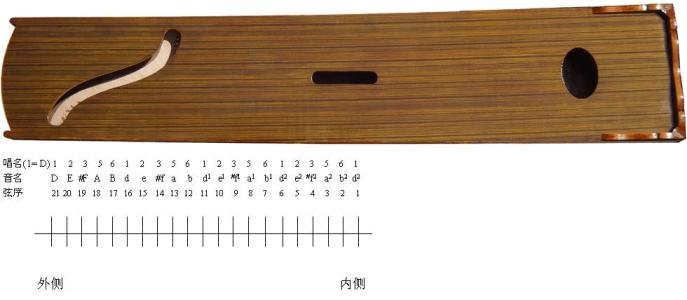 唱名(1=D) 1 2 3 5 6 1 2 3 5 6 1 2 3 5 6 1 2 3 5 6 1
音名 D E #F A B d e #f a b d¹ e¹ #f¹ a¹ b¹ d² e² #f² a² b² d²
弦序 21 20 19 18 17 16 15 14 13 12 11 10 9 8 7 6 5 4 3 2 1
外侧 内侧